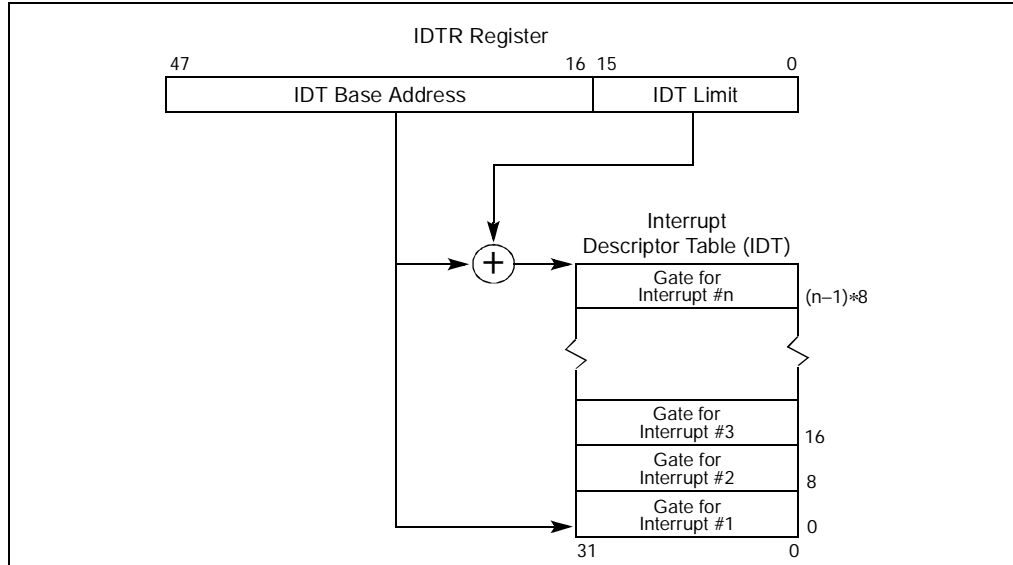 IDTR Register
47 16 15 0
IDT Base Address IDT Limit
+
Interrupt
Descriptor Table (IDT)
Gate for
Interrupt #n
(n−1)∗8
Gate for
Interrupt #3
16
Gate for
Interrupt #2
8
Gate for
Interrupt #1
0
31 0